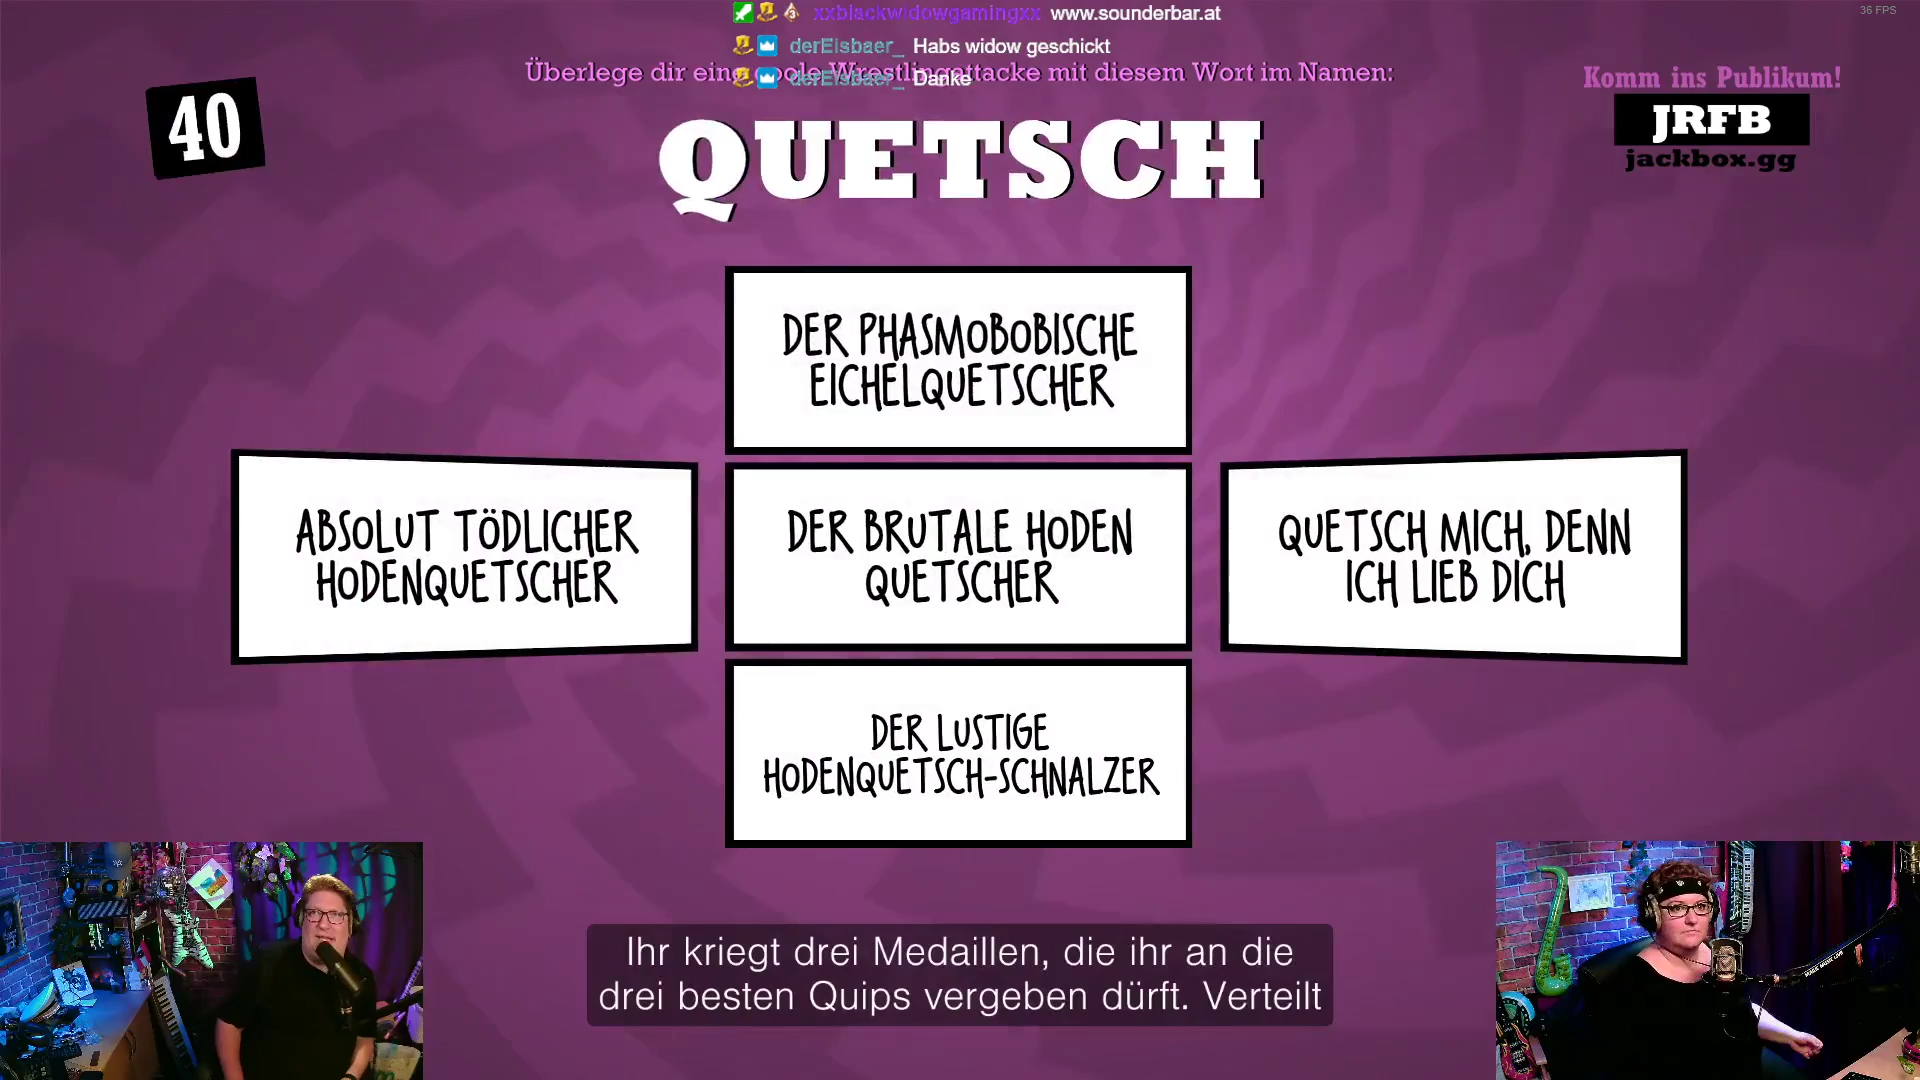 xxblackwidowgamingxx www.sounderbar.at
36 FPS
derEisbaer_ Habs widow geschickt
derEisbaer_ Danke
Überlege dir eine coole Wrestlingattacke mit diesem Wort im Namen:
40
QUETSCH
Komm ins Publikum!
JRFB
jackbox.gg
DER PHASMOBOBISCHE
EICHELQUETSCHER
ABSOLUT TÖDLICHER
HODENQUETSCHER
DER BRUTALE HODEN
QUETSCHER
QUETSCH MICH, DENN
ICH LIEB DICH
DER LUSTIGE
HODENQUETSCH-SCHNALZER
Ihr kriegt drei Medaillen, die ihr an die
drei besten Quips vergeben dürft. Verteilt